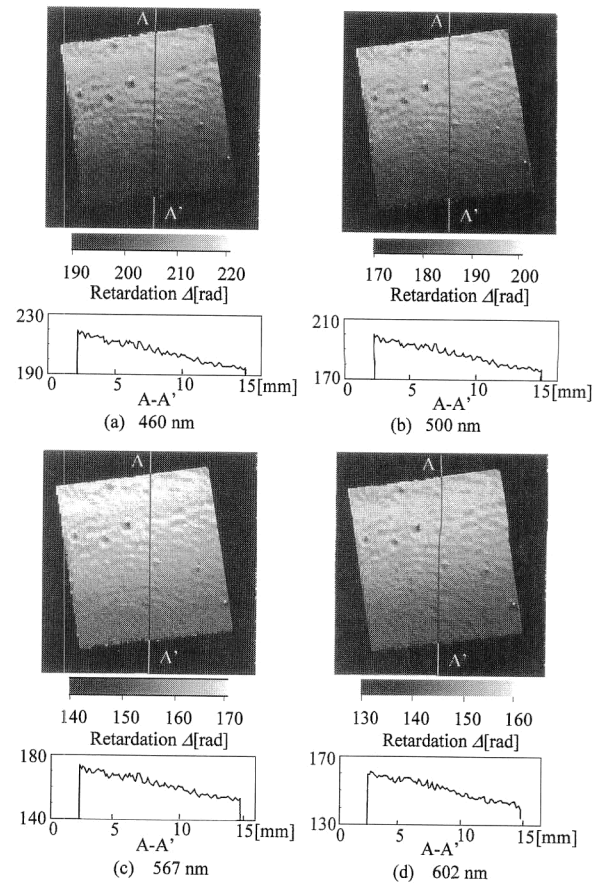 A
A'
190 200 210 220
Retardation Δ[rad]
230
190
0 5 10 15[mm]
A-A'
(a) 460 nm
A
A'
170 180 190 200
Retardation Δ[rad]
210
170
0 5 10 15[mm]
A-A'
(b) 500 nm
A
A'
140 150 160 170
Retardation Δ[rad]
180
140
0 5 10 15[mm]
A-A'
(c) 567 nm
A
A'
130 140 150 160
Retardation Δ[rad]
170
130
0 5 10 15[mm]
A-A'
(d) 602 nm